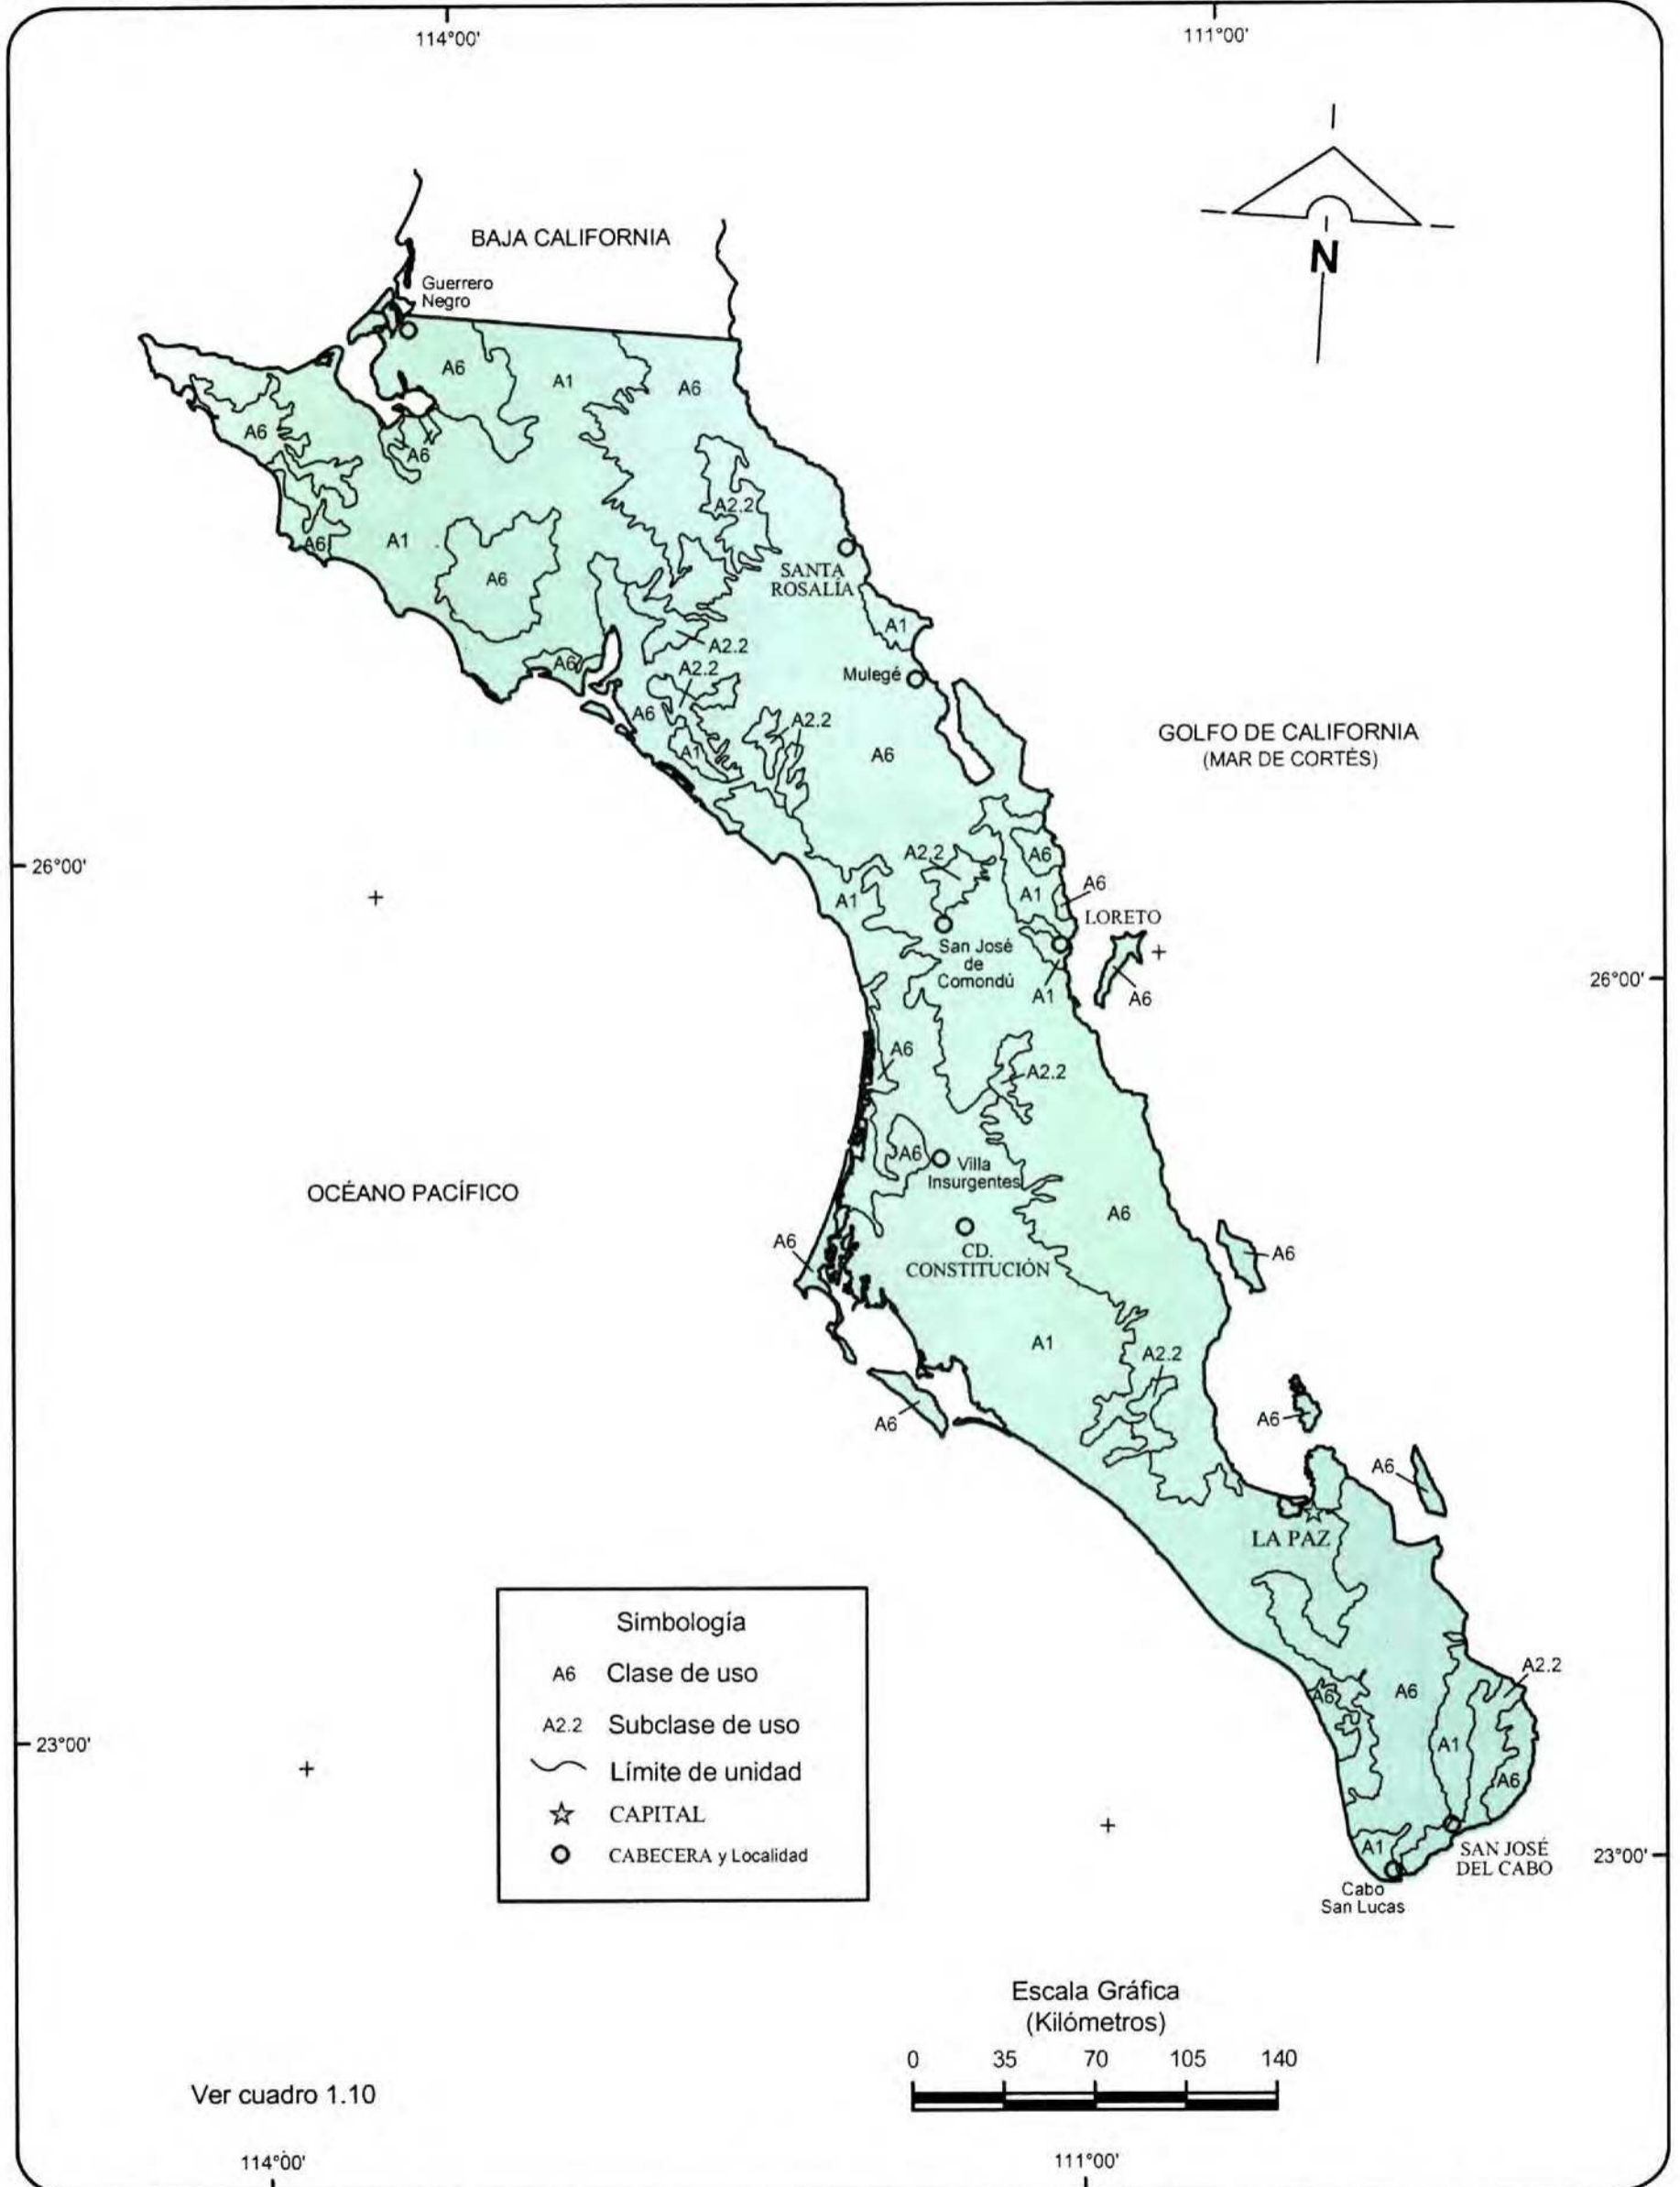 114°00'
111°00'
BAJA CALIFORNIA
N
Guerrero
Negro
A6
A1
A6
A6
A6
A2.2
A6
A1
A6
SANTA
ROSALÍA
A1
A2.2
A6
A2.2
Mulegé
A6
A2.2
A1
A6
GOLFO DE CALIFORNIA
(MAR DE CORTÉS)
26°00'
A2.2
A6
A6
A1
A1
LORETO
San José
de
Comondú
A1
A6
26°00'
A6
A2.2
A6
Villa
Insurgentes
OCÉANO PACÍFICO
A6
A6
A6
CD.
CONSTITUCIÓN
A1
A2.2
A6
A6
A6
LA PAZ
Simbología
A6 Clase de uso
A2.2 Subclase de uso
Límite de unidad
CAPITAL
CABECERA y Localidad
A2.2
A6
A6
A1
A6
23°00'
A1
SAN JOSÉ
DEL CABO
23°00'
Cabo
San Lucas
Escala Gráfica
(Kilómetros)
0 35 70 105 140
Ver cuadro 1.10
114°00'
111°00'